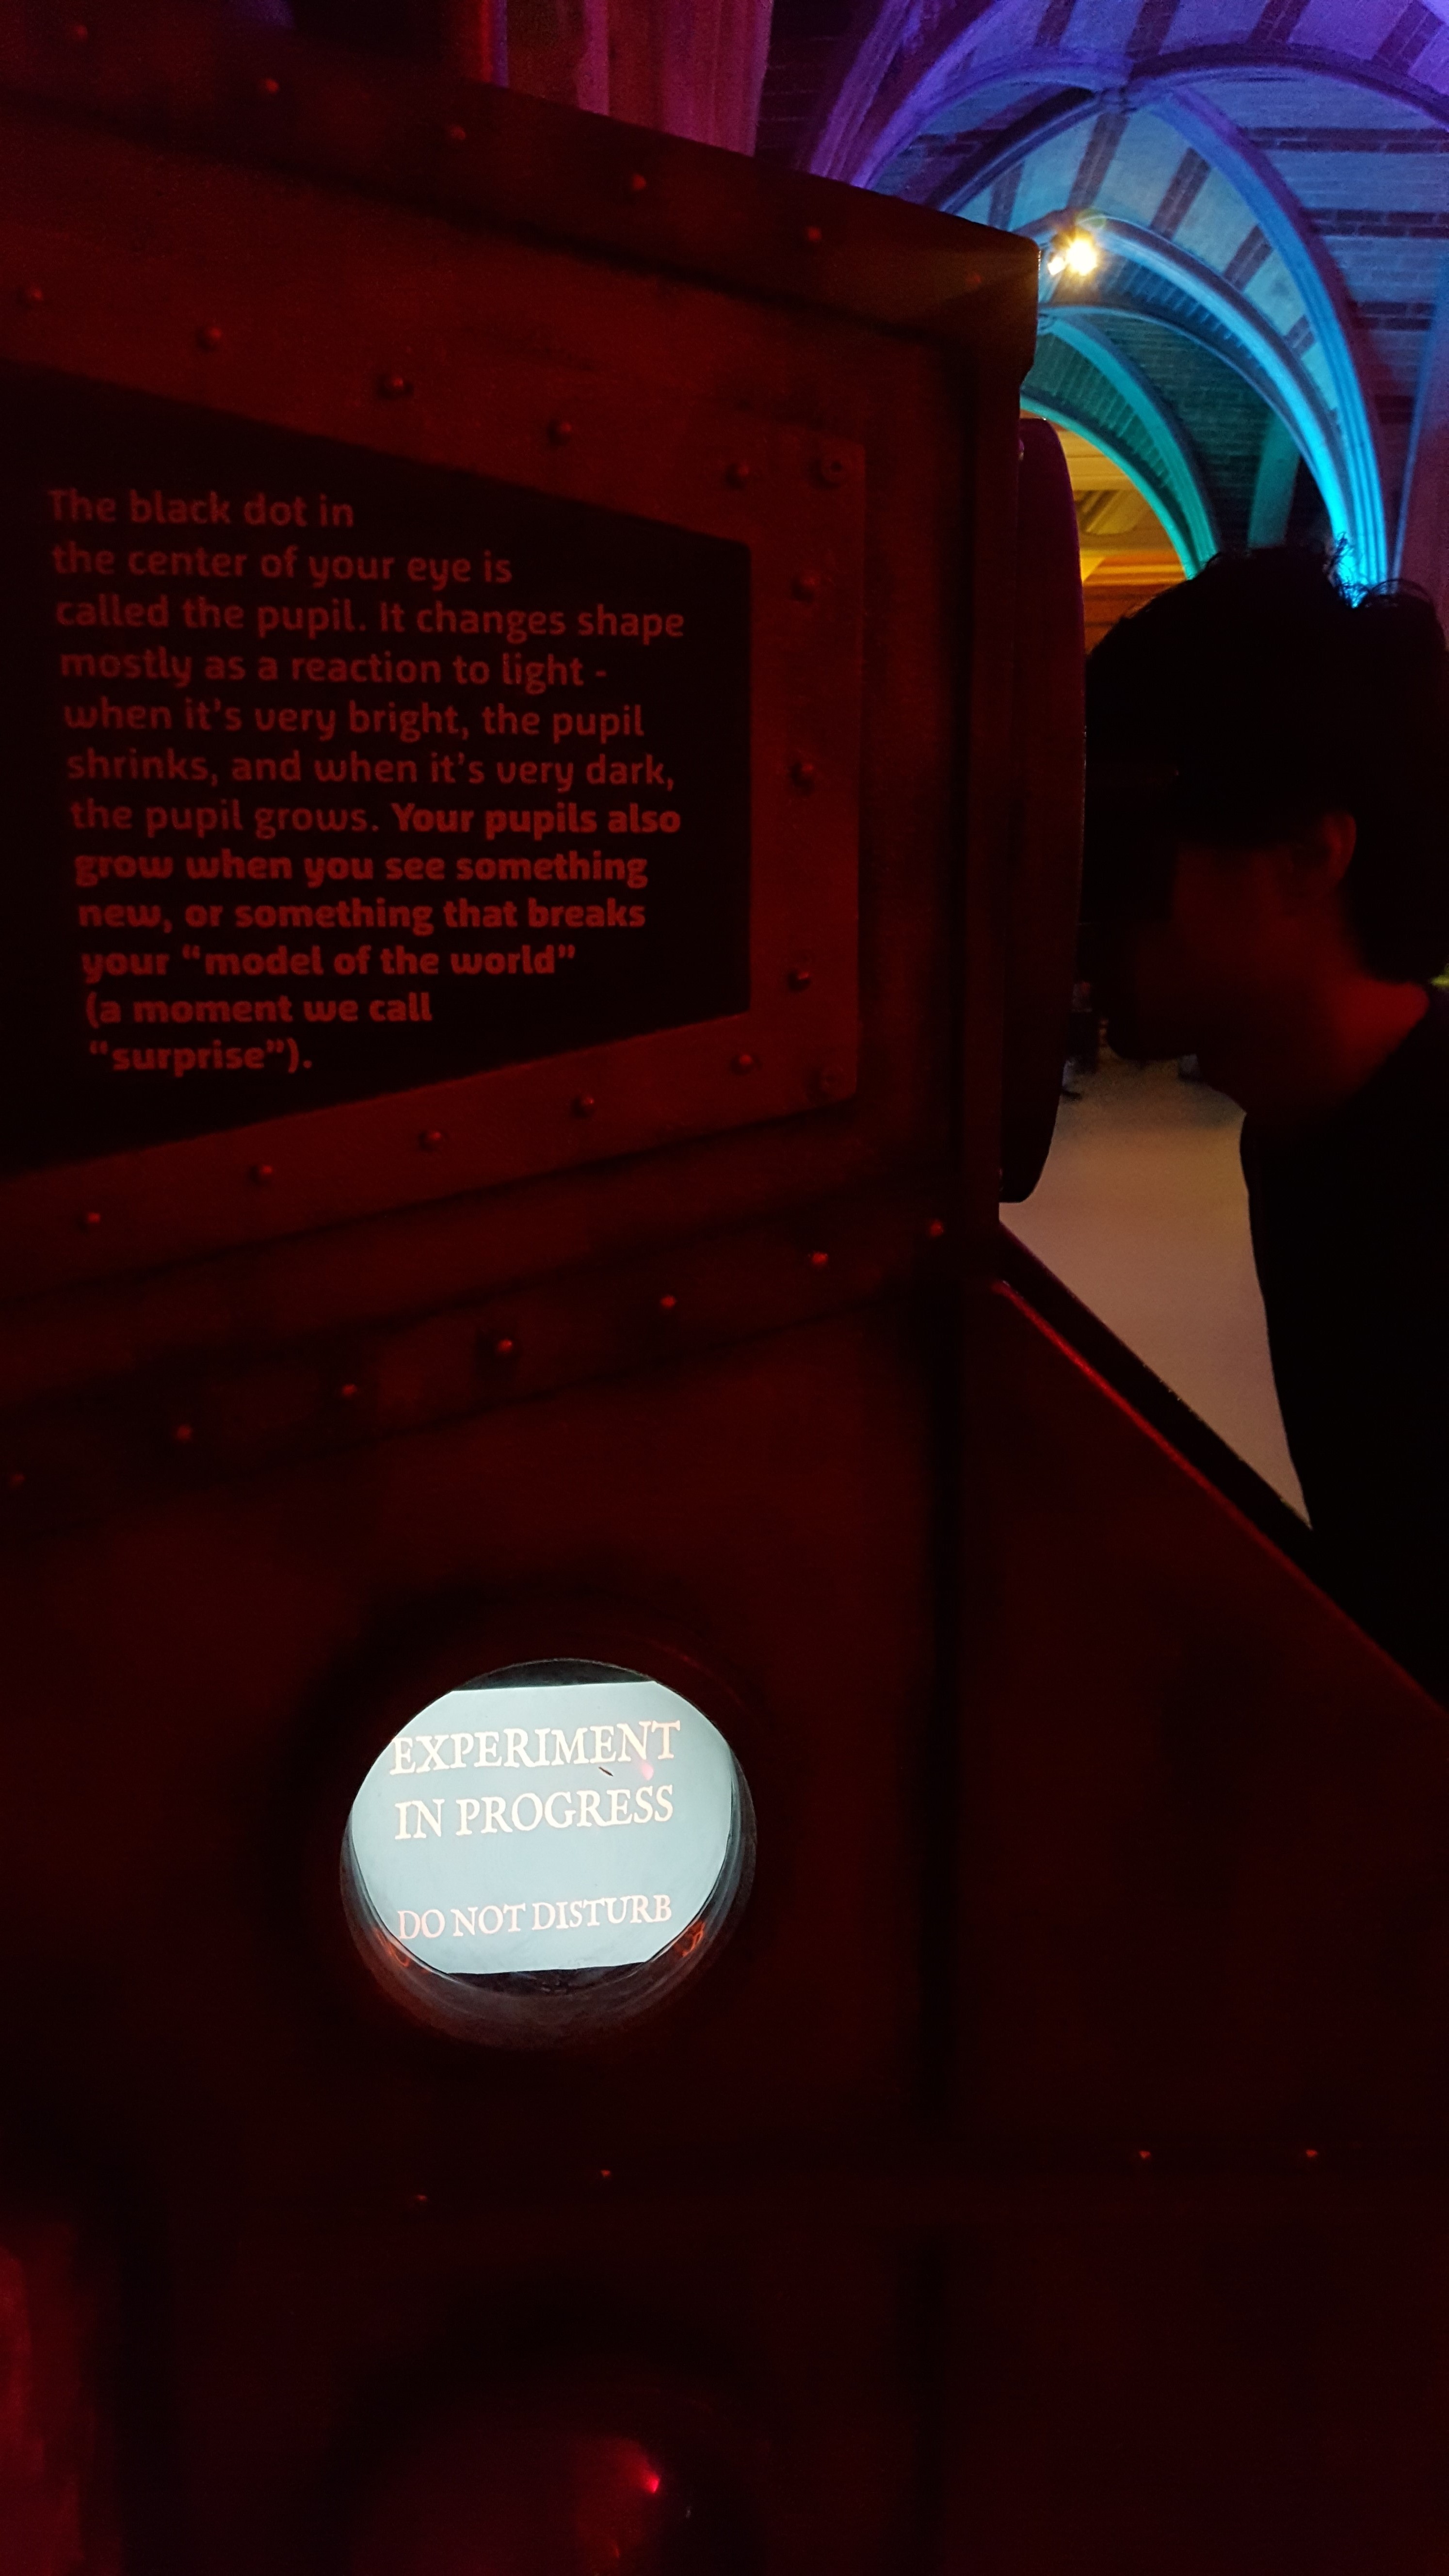 The black dot in
the center of your eye is
called the pupil. It changes shape
mostly as a reaction to light -
when it's very bright, the pupil
shrinks, and when it's very dark,
the pupil grows. Your pupils also
grow when you see something
new, or something that breaks
your “model of the world”
(a moment we call
“surprise”).
EXPERIMENT
IN PROGRESS
DO NOT DISTURB